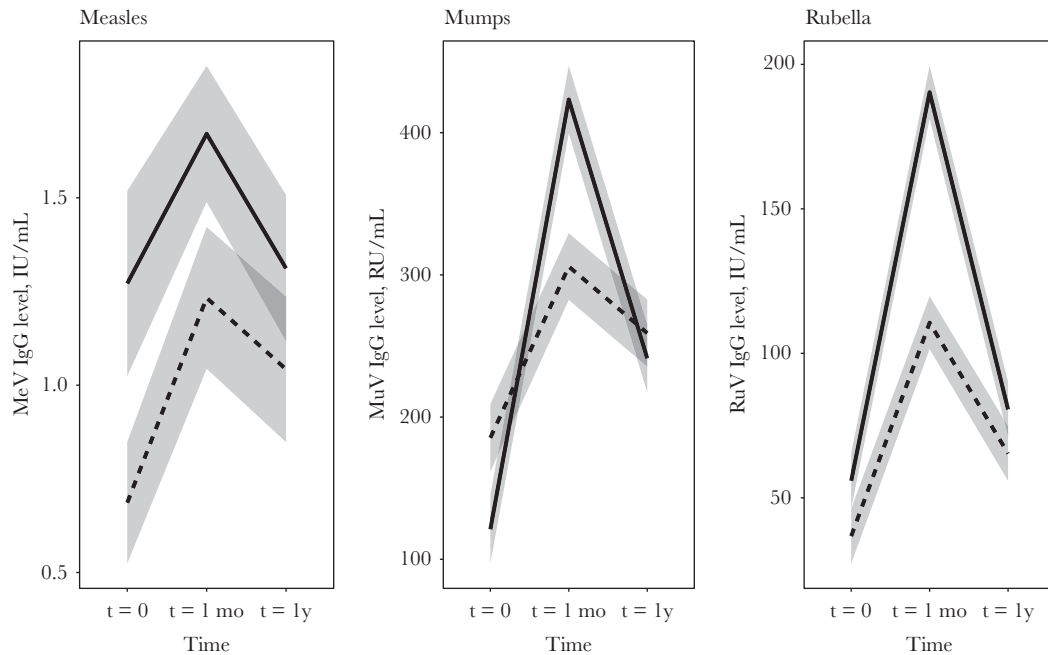 Measles
MeV IgG level, IU/mL
1.5
1.0
0.5
t = 0 t = 1 mo t = 1y
Time
Mumps
MuV IgG level, RU/mL
400
300
200
100
t = 0 t = 1 mo t = 1y
Time
Rubella
RuV IgG level, IU/mL
200
150
100
50
t = 0 t = 1 mo t = 1y
Time